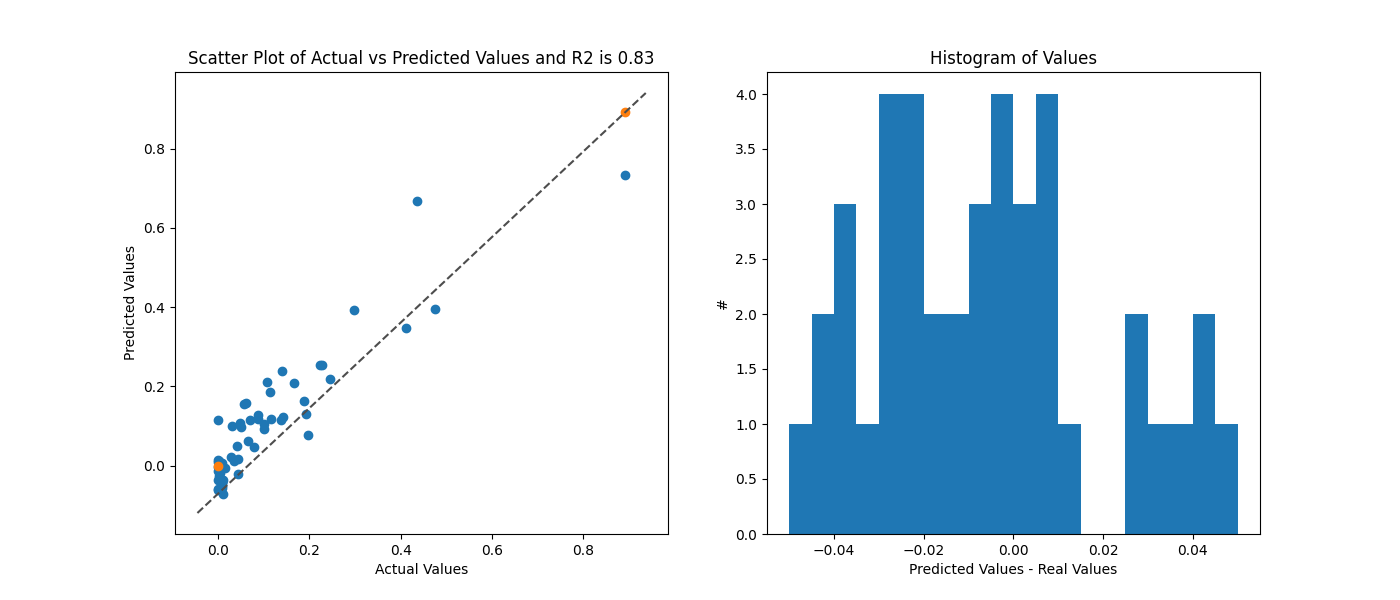 Scatter Plot of Actual vs Predicted Values and R2 is 0.83
Predicted Values
0.8
0.6
0.4
0.2
0.0
0.0 0.2 0.4 0.6 0.8
Actual Values
Histogram of Values
#
4.0
3.5
3.0
2.5
2.0
1.5
1.0
0.5
0.0
−0.04 −0.02 0.00 0.02 0.04
Predicted Values - Real Values